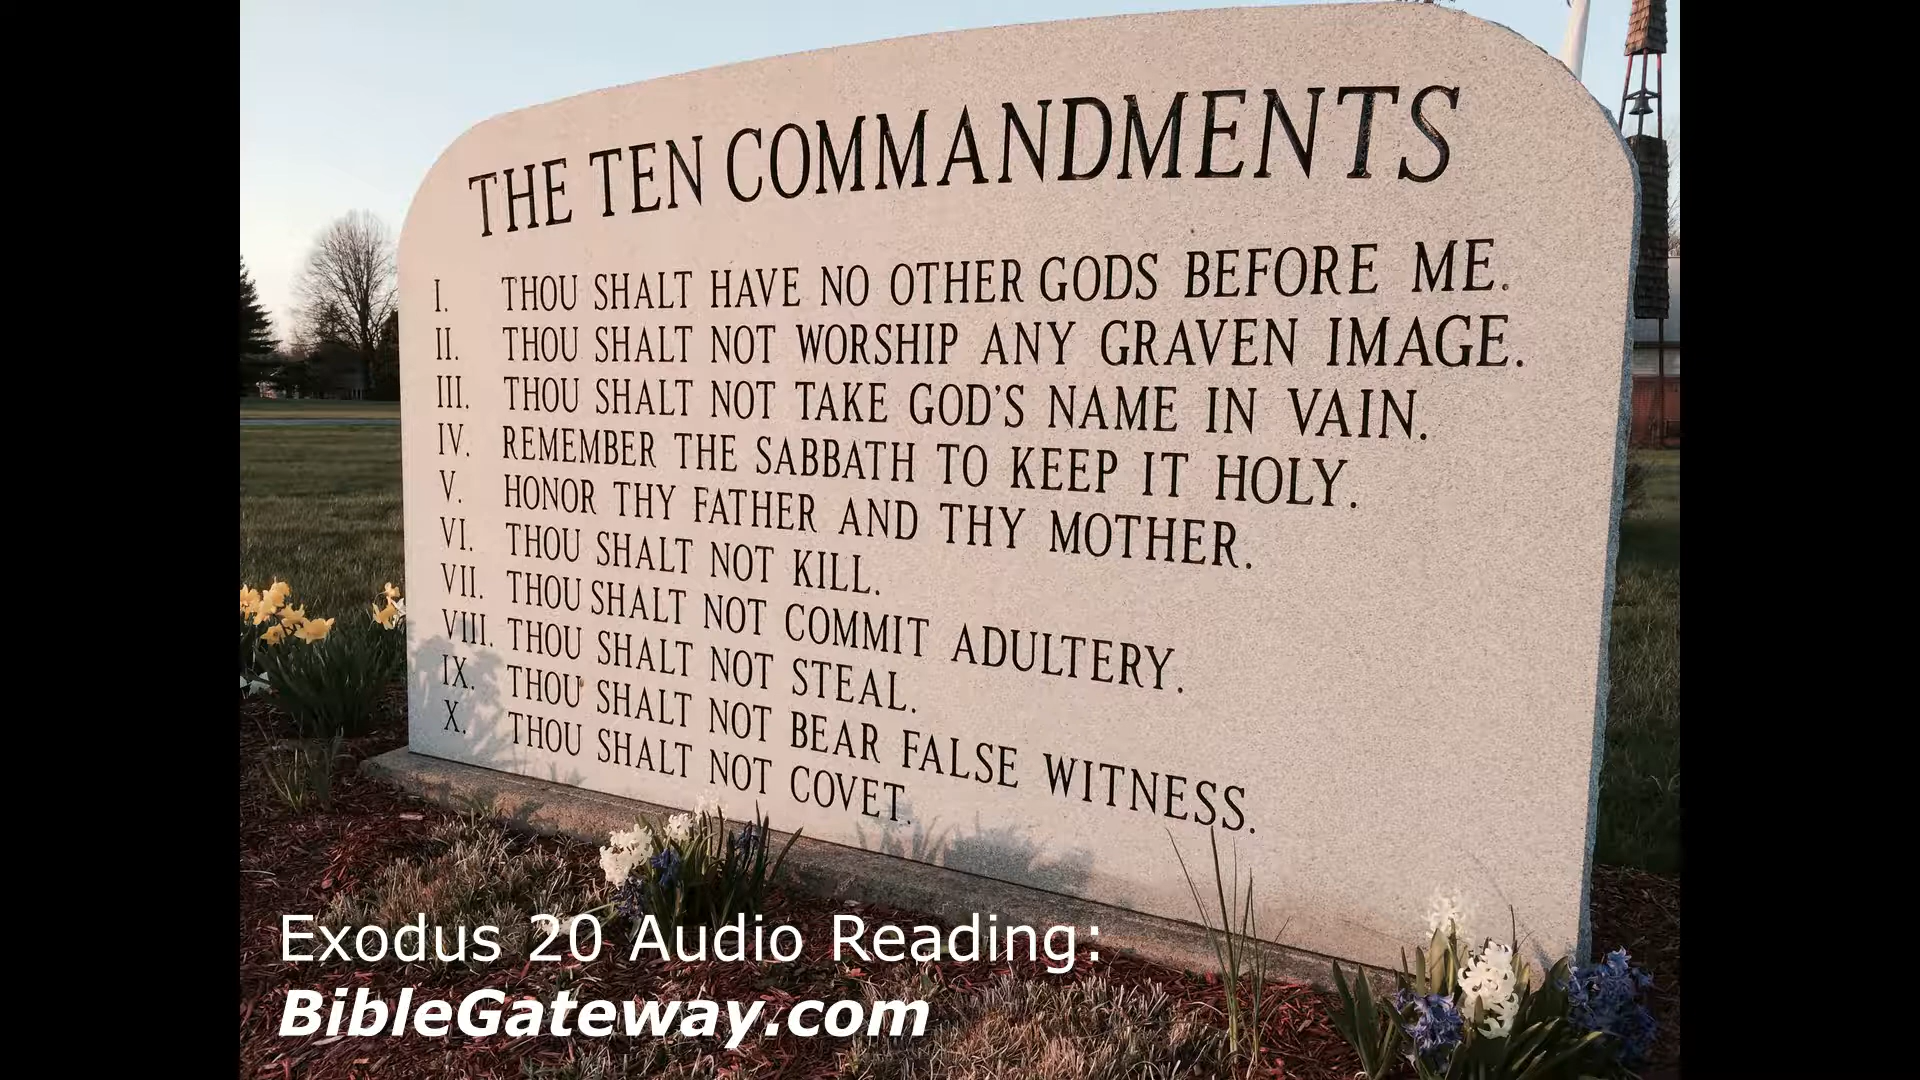 THE TEN COMMANDMENTS
I. THOU SHALT HAVE NO OTHER GODS BEFORE ME.
II. THOU SHALT NOT WORSHIP ANY GRAVEN IMAGE.
III. THOU SHALT NOT TAKE GOD'S NAME IN VAIN.
IV. REMEMBER THE SABBATH TO KEEP IT HOLY.
V. HONOR THY FATHER AND THY MOTHER.
VI. THOU SHALT NOT KILL.
VII. THOU SHALT NOT COMMIT ADULTERY.
VIII. THOU SHALT NOT STEAL.
IX. THOU SHALT NOT BEAR FALSE WITNESS.
X. THOU SHALT NOT COVET.
Exodus 20 Audio Reading:
BibleGateway.com